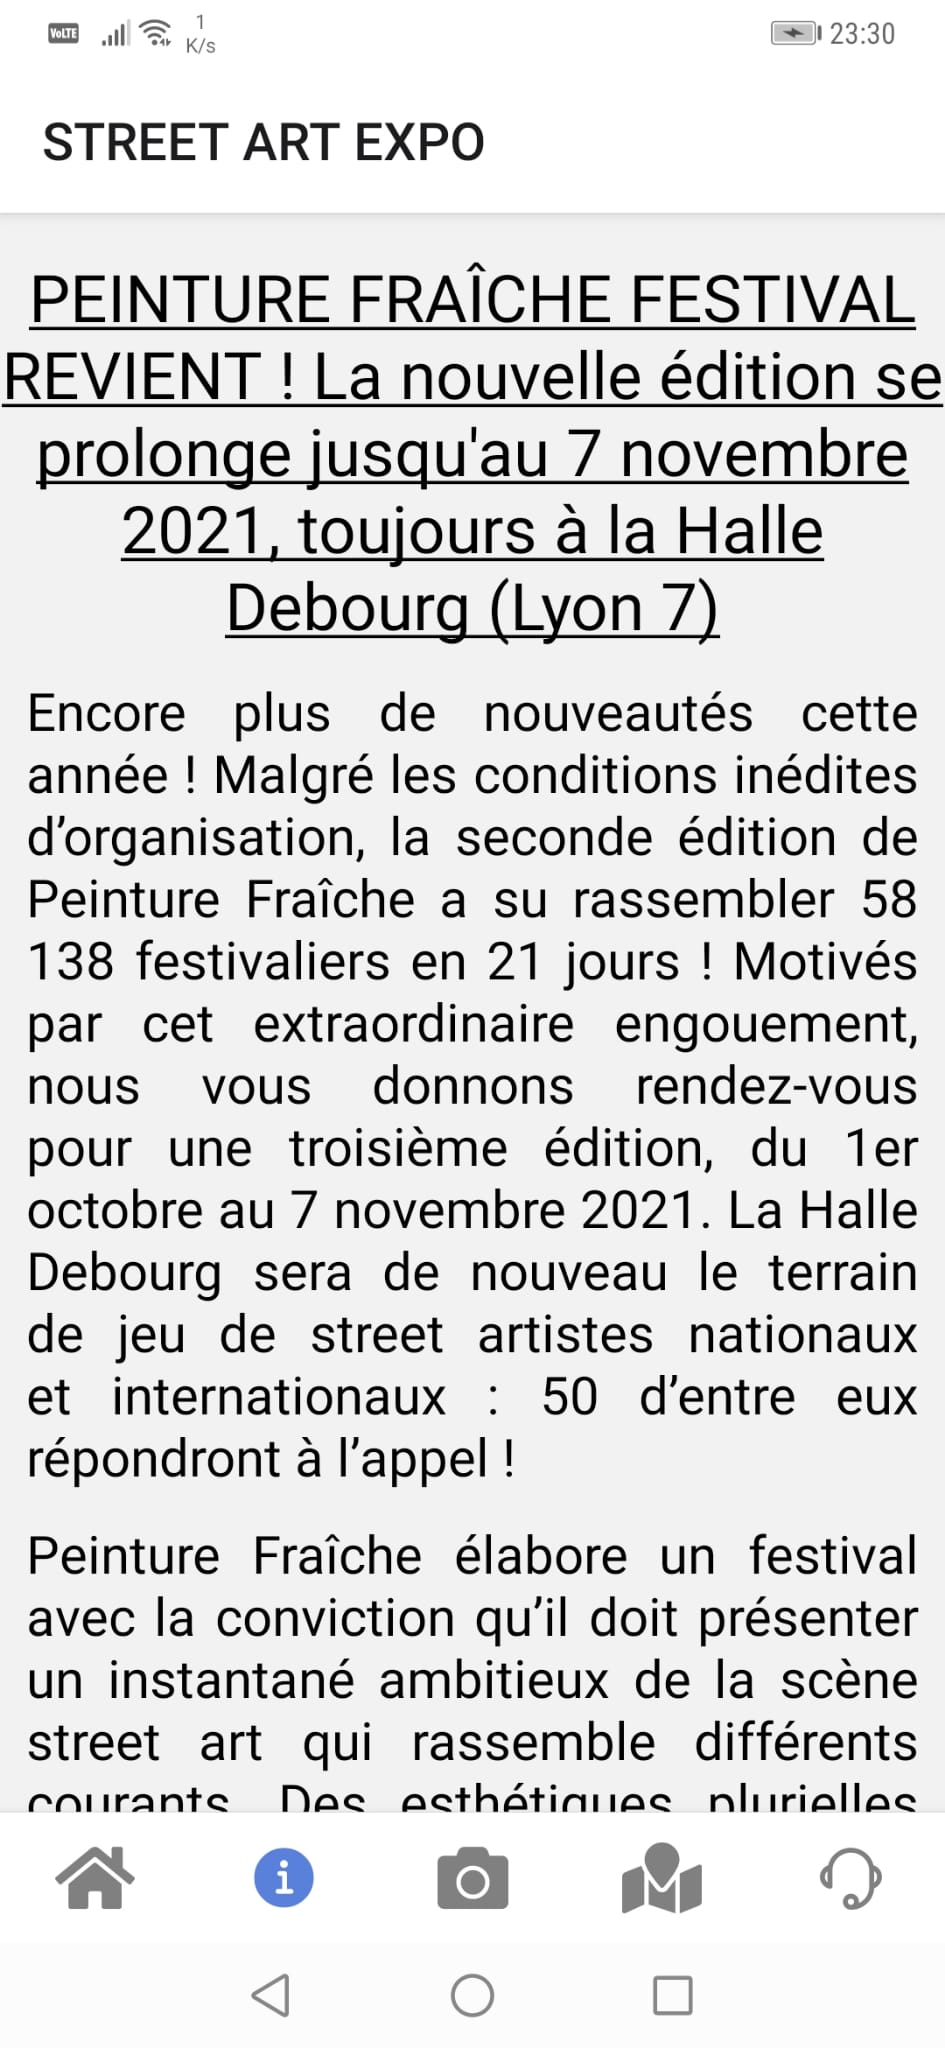 VoLTE
1
K/s
23:30
STREET ART EXPO
PEINTURE FRAÎCHE FESTIVAL
REVIENT ! La nouvelle édition se
prolonge jusqu'au 7 novembre
2021, toujours à la Halle
Debourg (Lyon 7)
Encore plus de nouveautés cette
année ! Malgré les conditions inédites
d’organisation, la seconde édition de
Peinture Fraîche a su rassembler 58
138 festivaliers en 21 jours ! Motivés
par cet extraordinaire engouement,
nous vous donnons rendez-vous
pour une troisième édition, du 1er
octobre au 7 novembre 2021. La Halle
Debourg sera de nouveau le terrain
de jeu de street artistes nationaux
et internationaux : 50 d’entre eux
répondront à l’appel !
Peinture Fraîche élabore un festival
avec la conviction qu’il doit présenter
un instantané ambitieux de la scène
street art qui rassemble différents
courants. Des esthétiques plurielles